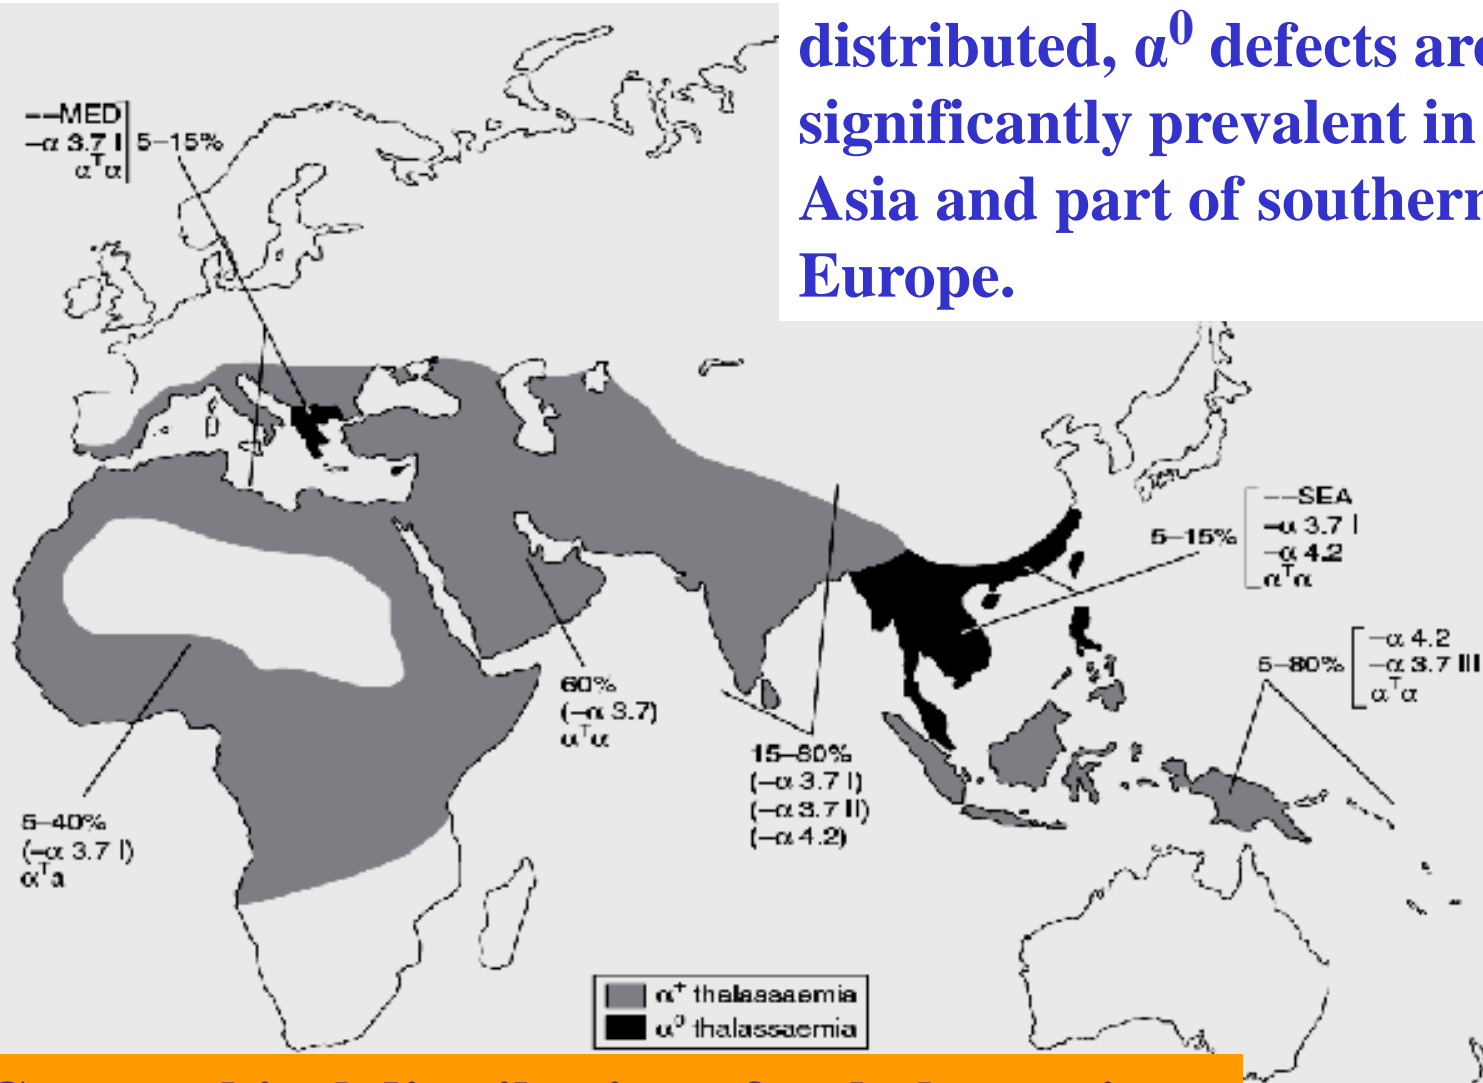 distributed, α⁰ defects are
significantly prevalent in
Asia and part of southern
Europe.
−−MED
−α 3.7 I
αᵀα
5–15%
−−SEA
−α 3.7 I
−α 4.2
αᵀα
5–15%
5–80%
−α 4.2
−α 3.7 III
αᵀα
60%
(−α 3.7)
αᵀα
15–80%
(−α 3.7 I)
(−α 3.7 II)
(−α 4.2)
5–40%
(−α 3.7 I)
αᵀa
α⁺ thalassaemia
α⁰ thalassaemia